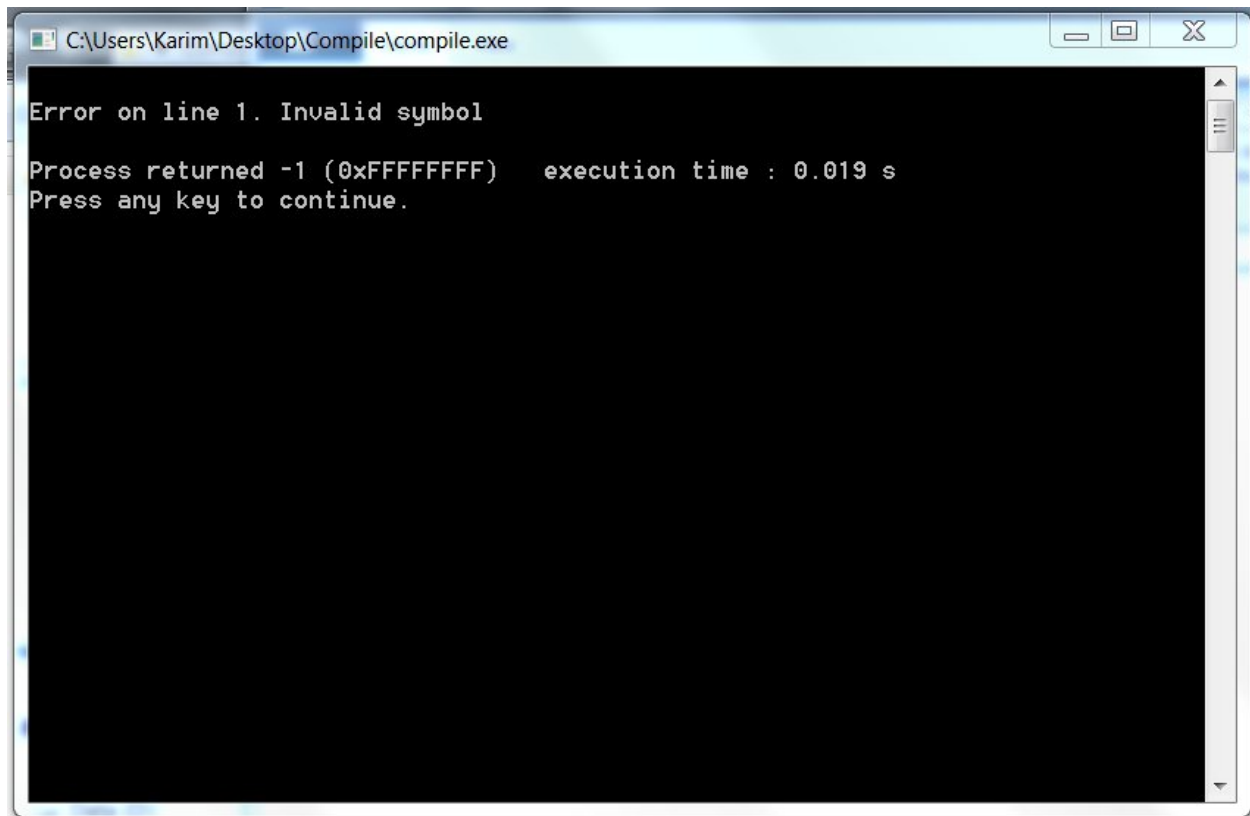 C:\Users\Karim\Desktop\Compile\compile.exe
Error on line 1. Invalid symbol
Process returned -1 (0xFFFFFFFF)   execution time : 0.019 s
Press any key to continue.